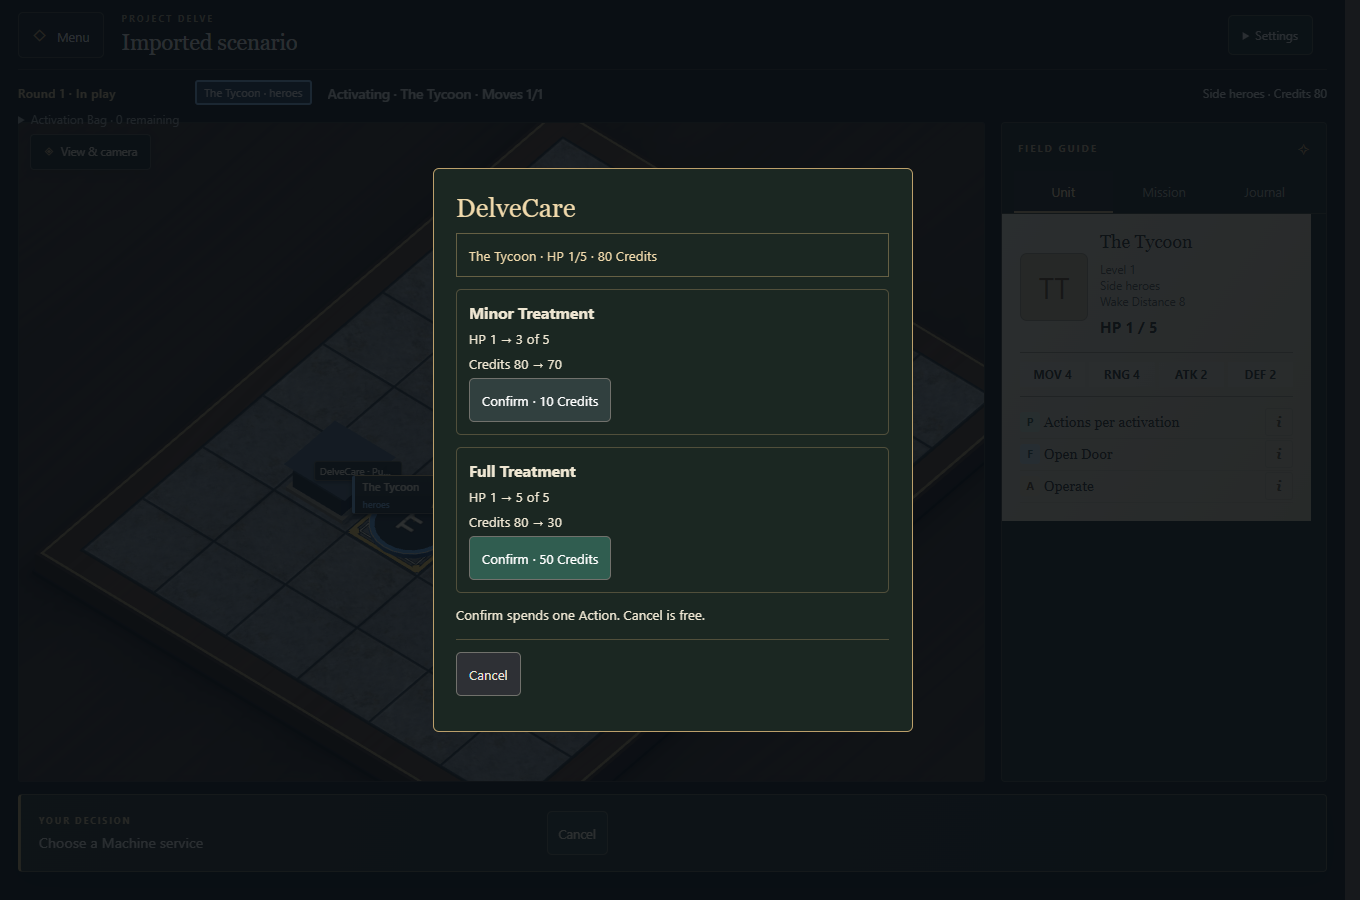 Menu
PROJECT DELVE
Imported scenario
Settings
Round 1 · In play
The Tycoon · heroes
Activating · The Tycoon · Moves 1/1
Side heroes · Credits 80
Activation Bag · 0 remaining
View & camera
DelveCare
The Tycoon · HP 1/5 · 80 Credits
Minor Treatment
HP 1 → 3 of 5
Credits 80 → 70
Confirm · 10 Credits
Full Treatment
HP 1 → 5 of 5
Credits 80 → 30
Confirm · 50 Credits
Confirm spends one Action. Cancel is free.
Cancel
DelveCare · Pu...
The Tycoon
heroes
FIELD GUIDE
Unit
Mission
Journal
TT
The Tycoon
Level 1
Side heroes
Wake Distance 8
HP 1 / 5
MOV 4
RNG 4
ATK 2
DEF 2
P Actions per activation i
F Open Door i
A Operate i
YOUR DECISION
Choose a Machine service
Cancel